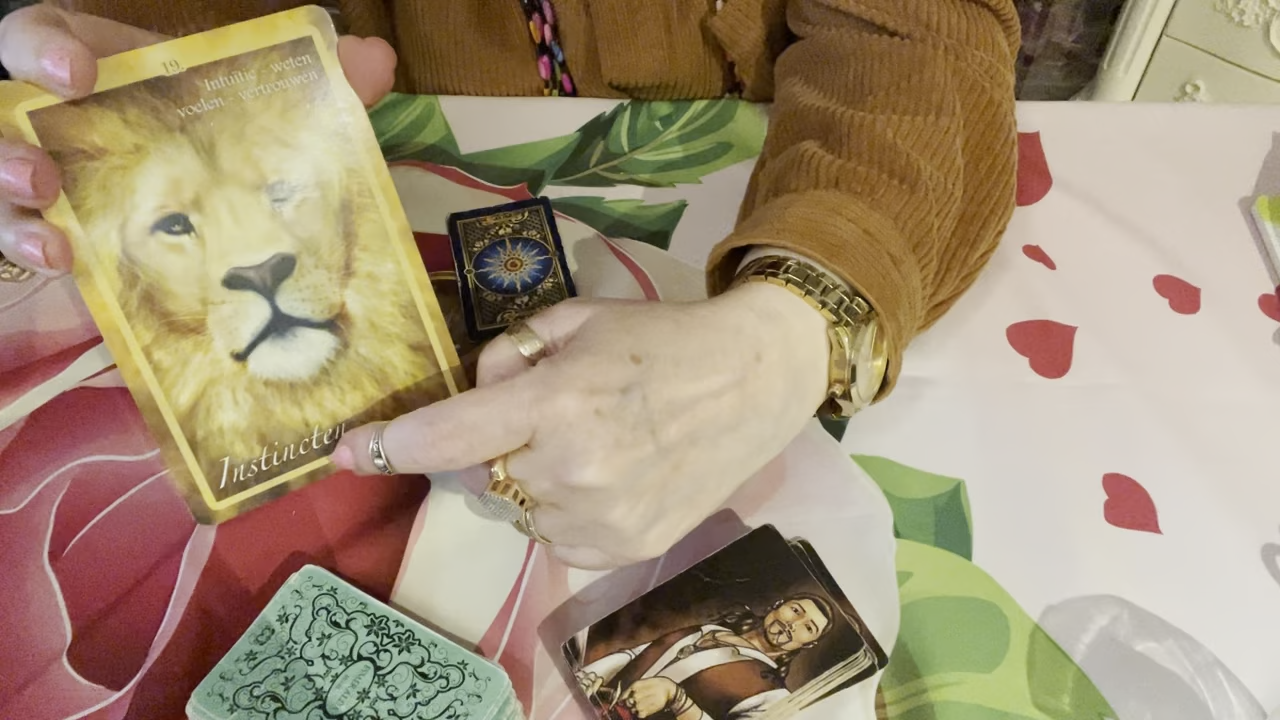 19.
Intuïtie - weten
voelen - vertrouwen
Instincten